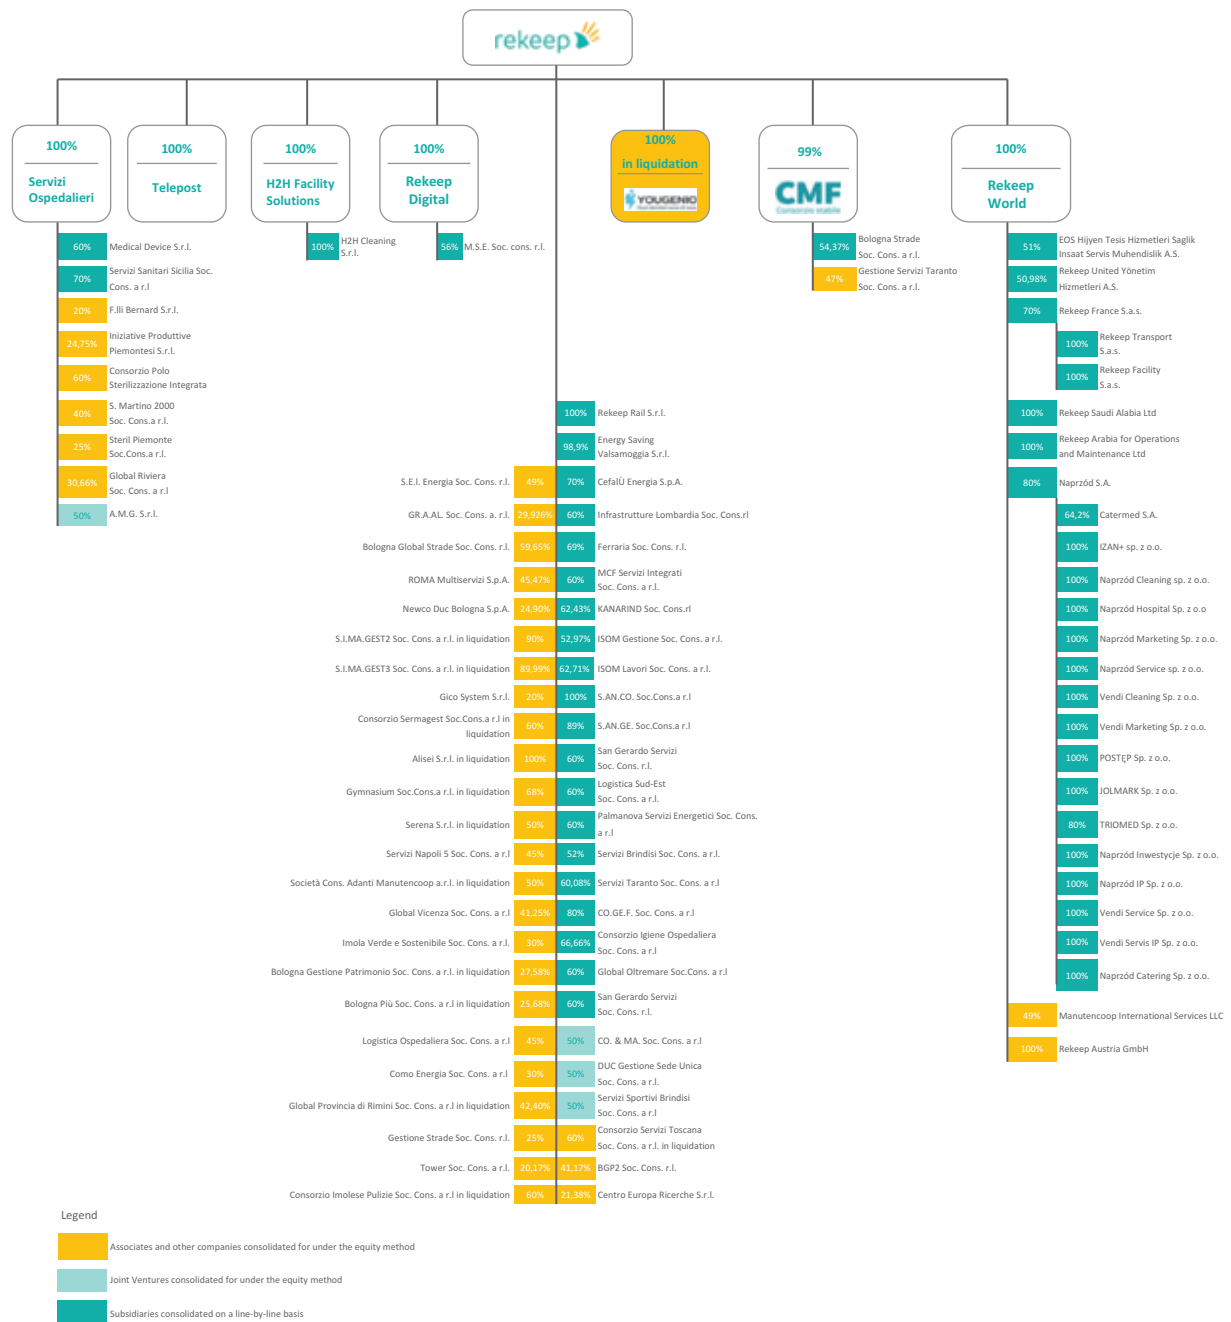 rekeep
100%
Servizi
Ospedalieri
100%
Telepost
100%
H2H Facility
Solutions
100%
Rekeep
Digital
100%
in liquidation
YOUGENIO
99%
CMF
Consorzio stabile
100%
Rekeep
World
60%
Medical Device S.r.l.
70%
Servizi Sanitari Sicilia Soc.
Cons. a r.l
20%
F.lli Bernard S.r.l.
24,75%
Iniziative Produttive
Piemontesi S.r.l.
60%
Consorzio Polo
Sterilizzazione Integrata
40%
S. Martino 2000
Soc. Cons.a r.l.
25%
Steril Piemonte
Soc.Cons.a r.l.
30,66%
Global Riviera
Soc. Cons. a r.l
50%
A.M.G. S.r.l.
100%
H2H Cleaning
S.r.l.
56%
M.S.E. Soc. cons. r.l.
54,37%
Bologna Strade
Soc. Cons. a r.l.
47%
Gestione Servizi Taranto
Soc. Cons. a r.l.
51%
EOS Hijyen Tesis Hizmetleri Saglik
Insaat Servis Muhendislik A.S.
50,98%
Rekeep United Yönetim
Hizmetleri A.S.
70%
Rekeep France S.a.s.
100%
Rekeep Transport
S.a.s.
100%
Rekeep Facility
S.a.s.
100%
Rekeep Saudi Alabia Ltd
100%
Rekeep Arabia for Operations
and Maintenance Ltd
80%
Naprzód S.A.
64,2%
Catermed S.A.
100%
IZAN+ sp. z o.o.
100%
Naprzód Cleaning sp. z o.o.
100%
Naprzód Hospital Sp. z o.o
100%
Naprzód Marketing Sp. z o.o.
100%
Naprzód Service sp. z o.o.
100%
Vendi Cleaning Sp. z o.o.
100%
Vendi Marketing Sp. z o.o.
100%
POSTĘP Sp. z o.o.
100%
JOLMARK Sp. z o.o.
80%
TRIOMED Sp. z o.o.
100%
Naprzód Inwestycje Sp. z o.o.
100%
Naprzód IP Sp. z o.o.
100%
Vendi Service Sp. z o.o.
100%
Vendi Servis IP Sp. z o.o.
100%
Naprzód Catering Sp. z o.o.
49%
Manutencoop International Services LLC
100%
Rekeep Austria GmbH
100%
Rekeep Rail S.r.l.
98,9%
Energy Saving
Valsamoggia S.r.l.
S.E.I. Energia Soc. Cons. r.l.
49%
70%
CefalÙ Energia S.p.A.
GR.A.AL. Soc. Cons. a. r.l.
29,926%
60%
Infrastrutture Lombardia Soc. Cons.rl
Bologna Global Strade Soc. Cons. r.l.
59,65%
69%
Ferraria Soc. Cons. r.l.
ROMA Multiservizi S.p.A.
45,47%
60%
MCF Servizi Integrati
Soc. Cons. a r.l.
Newco Duc Bologna S.p.A.
24,90%
62,43%
KANARIND Soc. Cons.rl
S.I.MA.GEST2 Soc. Cons. a r.l. in liquidation
90%
52,97%
ISOM Gestione Soc. Cons. a r.l.
S.I.MA.GEST3 Soc. Cons. a r.l. in liquidation
89,99%
62,71%
ISOM Lavori Soc. Cons. a r.l.
Gico System S.r.l.
20%
100%
S.AN.CO. Soc.Cons.a r.l
Consorzio Sermagest Soc.Cons.a r.l in
liquidation
60%
89%
S.AN.GE. Soc.Cons.a r.l
Alisei S.r.l. in liquidation
100%
60%
San Gerardo Servizi
Soc. Cons. r.l.
Gymnasium Soc.Cons.a r.l. in liquidation
68%
60%
Logistica Sud-Est
Soc. Cons. a r.l.
Serena S.r.l. in liquidation
50%
60%
Palmanova Servizi Energetici Soc. Cons.
a r.l
Servizi Napoli 5 Soc. Cons. a r.l
45%
52%
Servizi Brindisi Soc. Cons. a r.l.
Società Cons. Adanti Manutencoop a.r.l. in liquidation
50%
60,08%
Servizi Taranto Soc. Cons. a r.l
Global Vicenza Soc. Cons. a r.l
41,25%
80%
CO.GE.F. Soc. Cons. a r.l
Imola Verde e Sostenibile Soc. Cons. a r.l.
30%
66,66%
Consorzio Igiene Ospedaliera
Soc. Cons. a r.l
Bologna Gestione Patrimonio Soc. Cons. a r.l. in liquidation
27,58%
60%
Global Oltremare Soc.Cons. a r.l
Bologna Più Soc. Cons. a r.l in liquidation
25,68%
60%
San Gerardo Servizi
Soc. Cons. r.l.
Logistica Ospedaliera Soc. Cons. a r.l
45%
50%
CO. & MA. Soc. Cons. a r.l
Como Energia Soc. Cons. a r.l
30%
50%
DUC Gestione Sede Unica
Soc. Cons. a r.l.
Global Provincia di Rimini Soc. Cons. a r.l in liquidation
42,40%
50%
Servizi Sportivi Brindisi
Soc. Cons. a r.l
Gestione Strade Soc. Cons. r.l.
25%
60%
Consorzio Servizi Toscana
Soc. Cons. a r.l. in liquidation
Tower Soc. Cons. a r.l.
20,17%
41,17%
BGP2 Soc. Cons. r.l.
Consorzio Imolese Pulizie Soc. Cons. a r.l in liquidation
60%
21,38%
Centro Europa Ricerche S.r.l.
Legend
Associates and other companies consolidated for under the equity method
Joint Ventures consolidated for under the equity method
Subsidiaries consolidated on a line-by-line basis